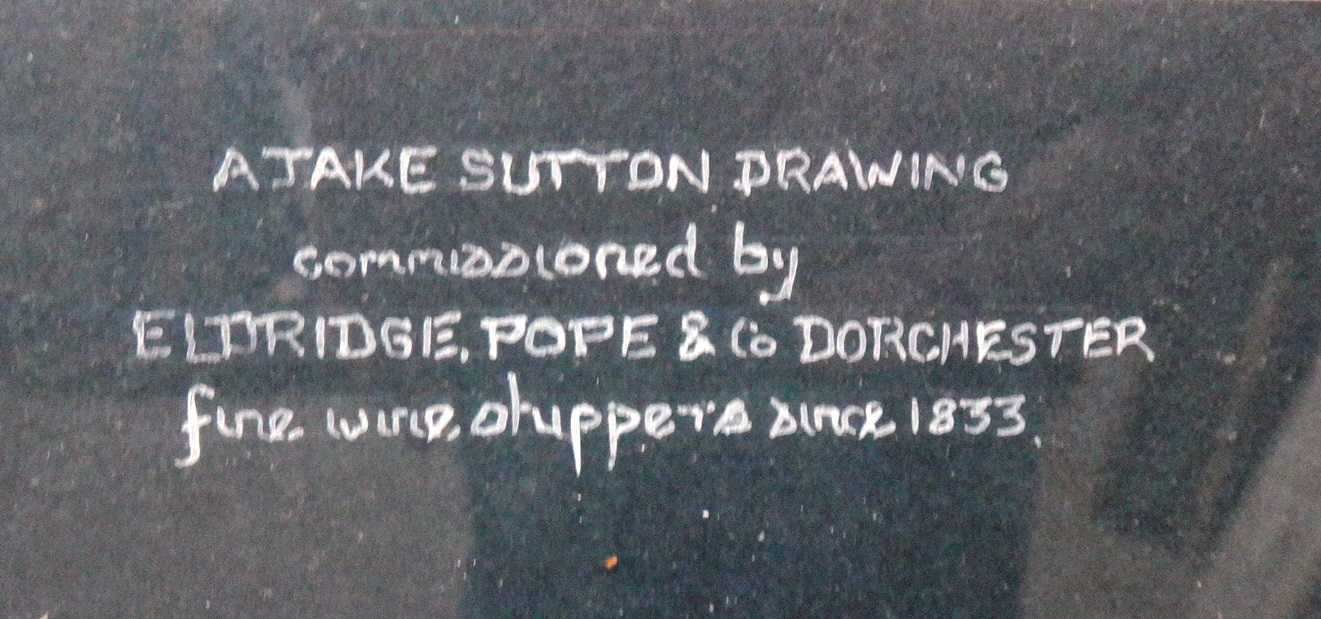 A JAKE SUTTON DRAWING
commissioned by
ELDRIDGE, POPE & Co DORCHESTER
fine wine shippers since 1833.